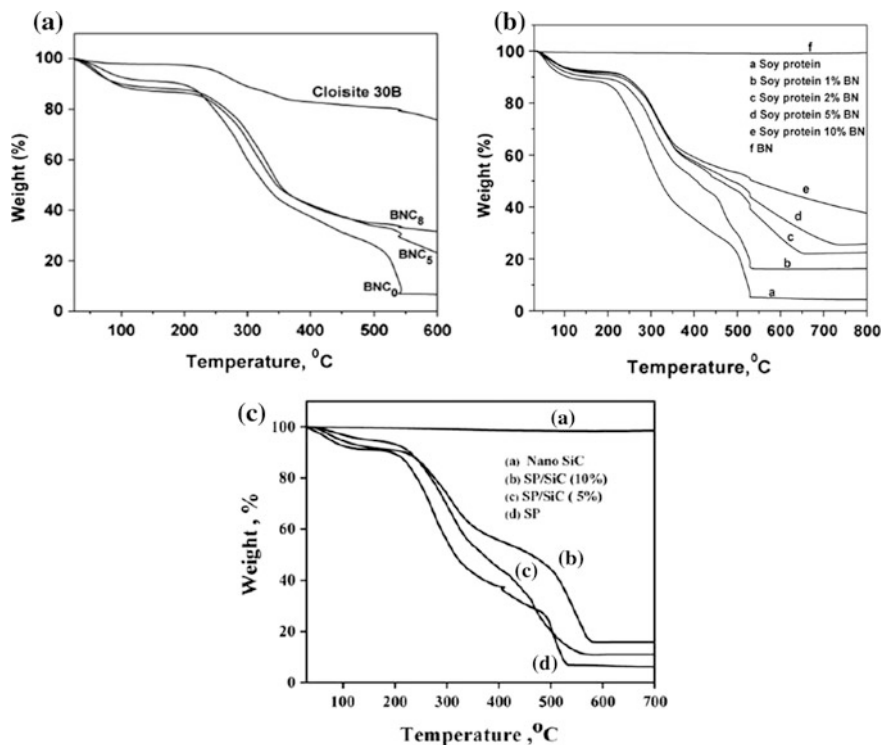 (a)
100
80
60
40
20
0
Weight (%)
Cloisite 30B
BNC8
BNC5
BNC0
100 200 300 400 500 600
Temperature, 0C
(b)
100
80
60
40
20
0
Weight (%)
f
a Soy protein
b Soy protein 1% BN
c Soy protein 2% BN
d Soy protein 5% BN
e Soy protein 10% BN
f BN
e
d
c
b
a
100 200 300 400 500 600 700 800
Temperature, 0C
(c)
100
80
60
40
20
0
Weight , %
(a)
(a) Nano SiC
(b) SP/SiC (10%)
(c) SP/SiC ( 5%)
(d) SP
(b)
(c)
(d)
100 200 300 400 500 600 700
Temperature ,oC